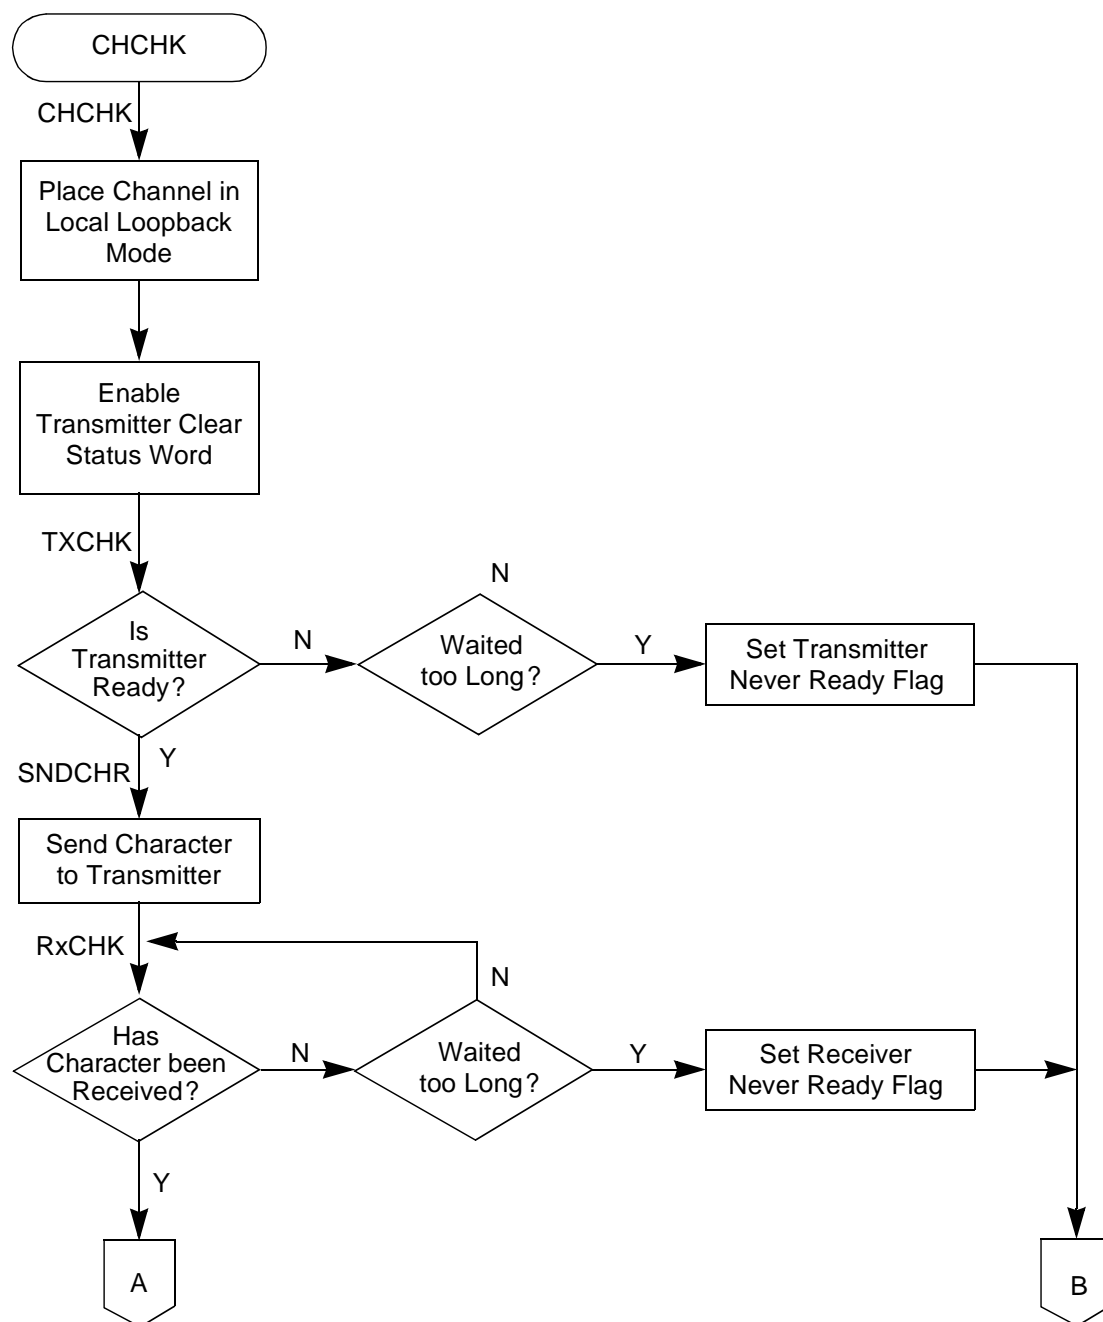 CHCHK
CHCHK
Place Channel in
Local Loopback
Mode
Enable
Transmitter Clear
Status Word
TXCHK
Is
Transmitter
Ready?
N
N
Waited
too Long?
Y
Set Transmitter
Never Ready Flag
Y
SNDCHR
Send Character
to Transmitter
RxCHK
N
Has
Character been
Received?
N
Waited
too Long?
Y
Set Receiver
Never Ready Flag
Y
A
B